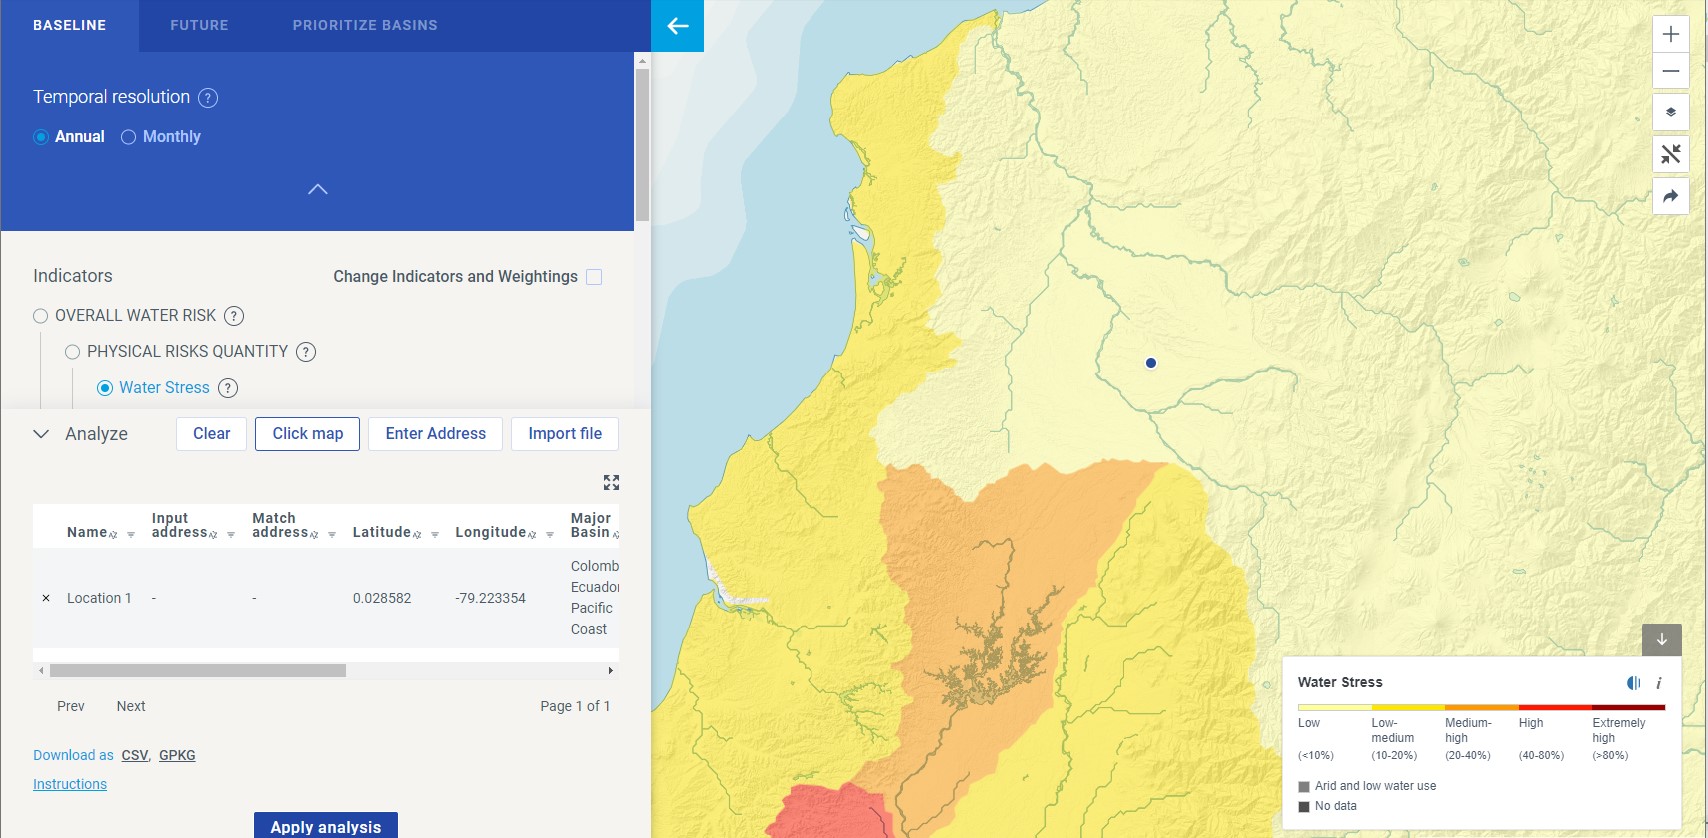 BASELINE FUTURE PRIORITIZE BASINS
Temporal resolution ?
Annual Monthly
Indicators Change Indicators and Weightings
OVERALL WATER RISK ?
PHYSICAL RISKS QUANTITY ?
Water Stress ?
Analyze Clear Click map Enter Address Import file
Name Input address Match address Latitude Longitude Major Basin
Location 1 - - 0.028582 -79.223354 Colomb
Ecuador
Pacific
Coast
Prev Next Page 1 of 1
Download as CSV, GPKG
Instructions
Apply analysis
Water Stress i
Low Low-medium Medium-high High Extremely high
(<10%) (10-20%) (20-40%) (40-80%) (>80%)
Arid and low water use
No data